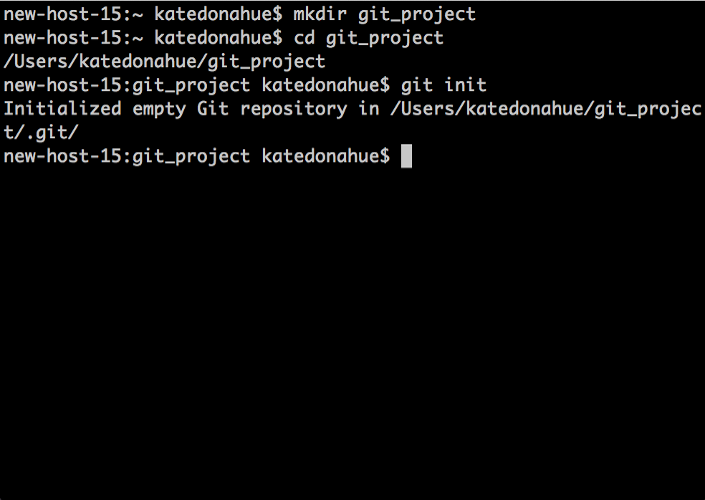 new-host-15:~ katedonahue$ mkdir git_project
new-host-15:~ katedonahue$ cd git_project
/Users/katedonahue/git_project
new-host-15:git_project katedonahue$ git init
Initialized empty Git repository in /Users/katedonahue/git_projec
t/.git/
new-host-15:git_project katedonahue$